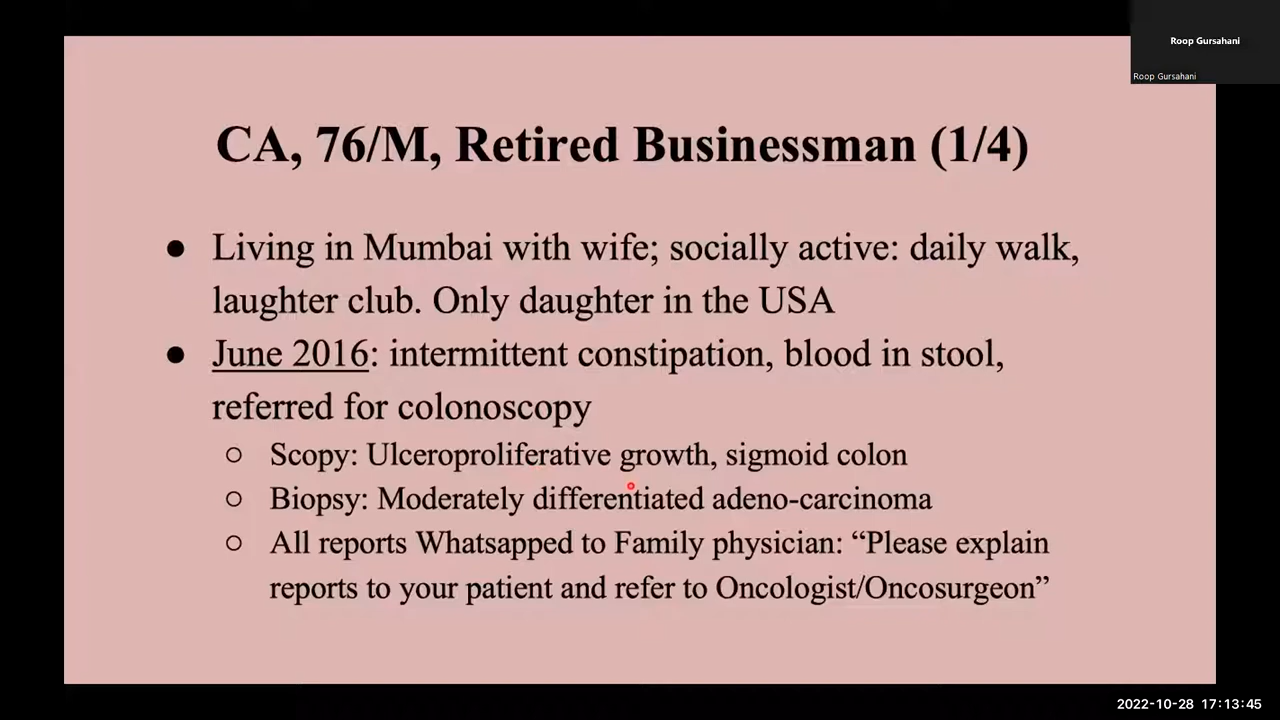 Roop Gursahani
Roop Gursahani
CA, 76/M, Retired Businessman (1/4)
● Living in Mumbai with wife; socially active: daily walk,
laughter club. Only daughter in the USA
● June 2016: intermittent constipation, blood in stool,
referred for colonoscopy
○ Scopy: Ulceroproliferative growth, sigmoid colon
○ Biopsy: Moderately differentiated adeno-carcinoma
○ All reports Whatsapped to Family physician: “Please explain
reports to your patient and refer to Oncologist/Oncosurgeon”
2022-10-28 17:13:45